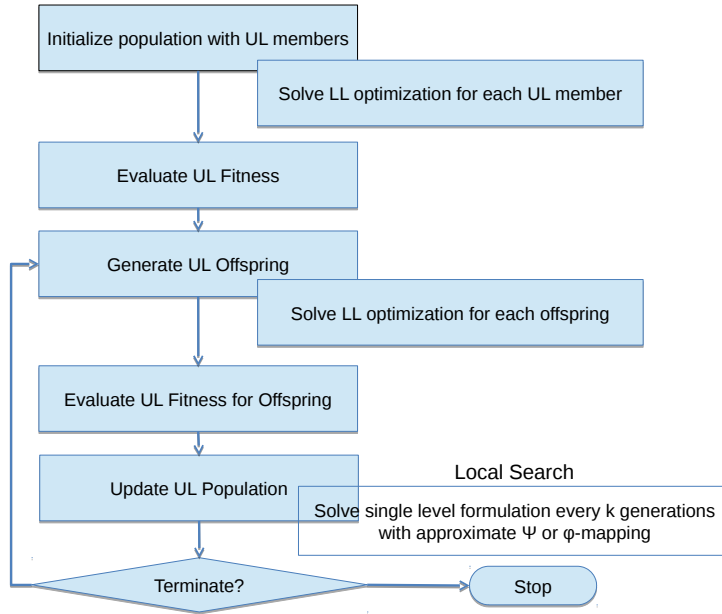 Initialize population with UL members
Solve LL optimization for each UL member
Evaluate UL Fitness
Generate UL Offspring
Solve LL optimization for each offspring
Evaluate UL Fitness for Offspring
Local Search
Update UL Population
Solve single level formulation every k generations
with approximate Ψ or φ-mapping
Terminate?
Stop